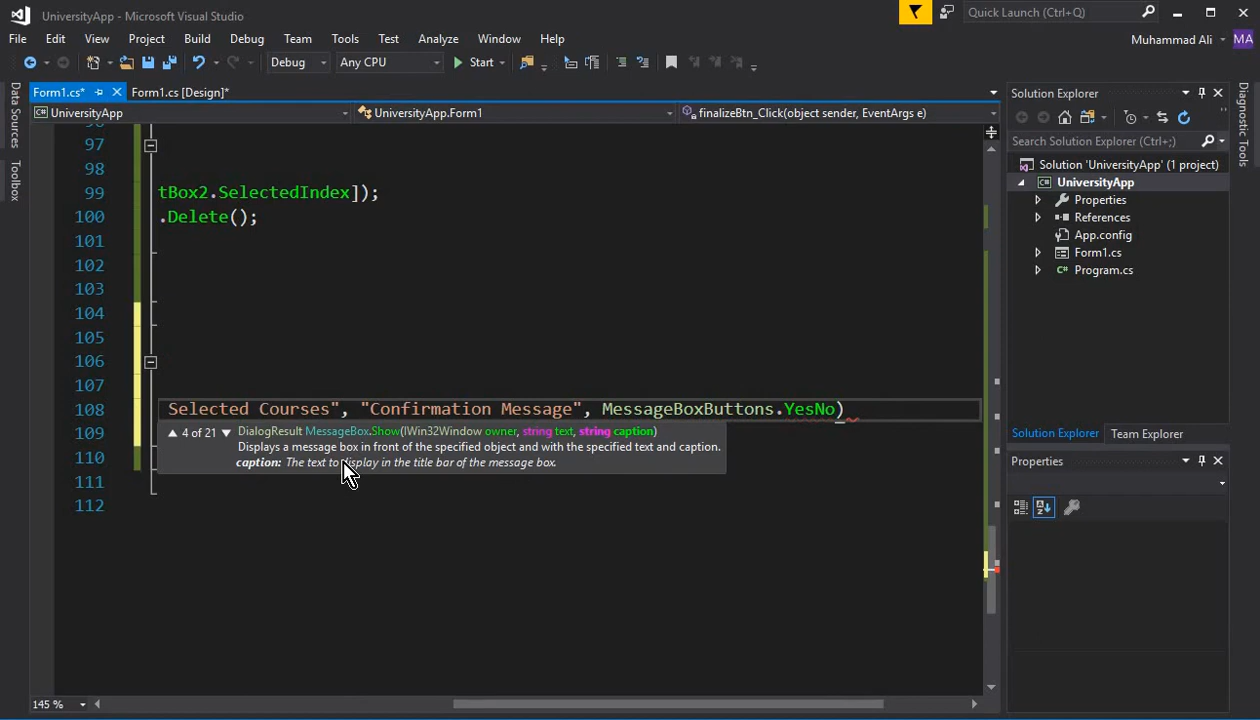 UniversityApp - Microsoft Visual Studio
Quick Launch (Ctrl+Q)
File Edit View Project Build Debug Team Tools Test Analyze Window Help
Muhammad Ali MA
Debug Any CPU Start
Data Sources
Toolbox
Form1.cs* Form1.cs [Design]*
UniversityApp UniversityApp.Form1 finalizeBtn_Click(object sender, EventArgs e)
97
98
99 tBox2.SelectedIndex]);
100 .Delete();
101
102
103
104
105
106
107
108 Selected Courses", "Confirmation Message", MessageBoxButtons.YesNo)
109
4 of 21 DialogResult MessageBox.Show(IWin32Window owner, string text, string caption)
Displays a message box in front of the specified object and with the specified text and caption.
110
caption: The text to display in the title bar of the message box.
111
112
145 %
Solution Explorer
Search Solution Explorer (Ctrl+;)
Solution 'UniversityApp' (1 project)
UniversityApp
Properties
References
App.config
Form1.cs
Program.cs
Solution Explorer Team Explorer
Properties
Diagnostic Tools